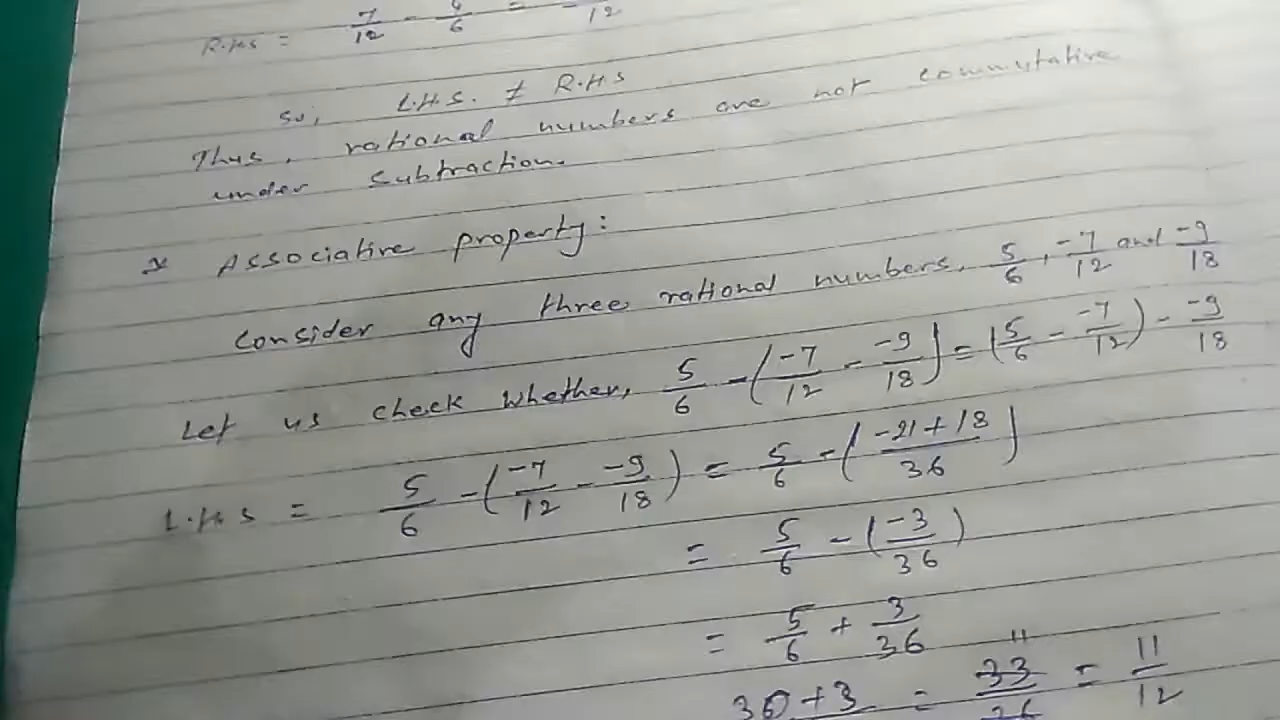 R.H.S = 7/12 - 5/6 = 12
So, L.H.S. ≠ R.H.S
Thus, rational numbers are not commutative
under subtraction.
Associative property:
Consider any three rational numbers, 5/6, -7/12 and -9/18
Let us check whether, 5/6 - (-7/12 - -9/18) = (5/6 - -7/12) - -9/18
L.H.S = 5/6 - (-7/12 - -9/18) = 5/6 - (-21+18/36)
= 5/6 - (-3/36)
= 5/6 + 3/36
30+3 = 33/36 11 = 11/12